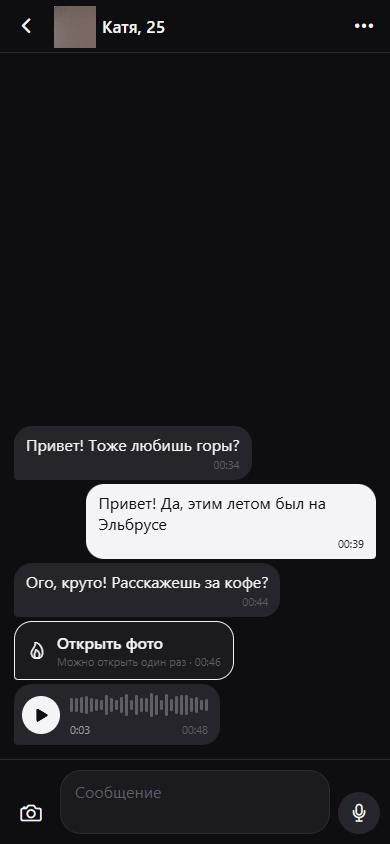 Катя, 25
Привет! Тоже любишь горы?
00:34
Привет! Да, этим летом был на
Эльбрусе
00:39
Ого, круто! Расскажешь за кофе?
00:44
Открыть фото
Можно открыть один раз · 00:46
0:03
00:48
Сообщение